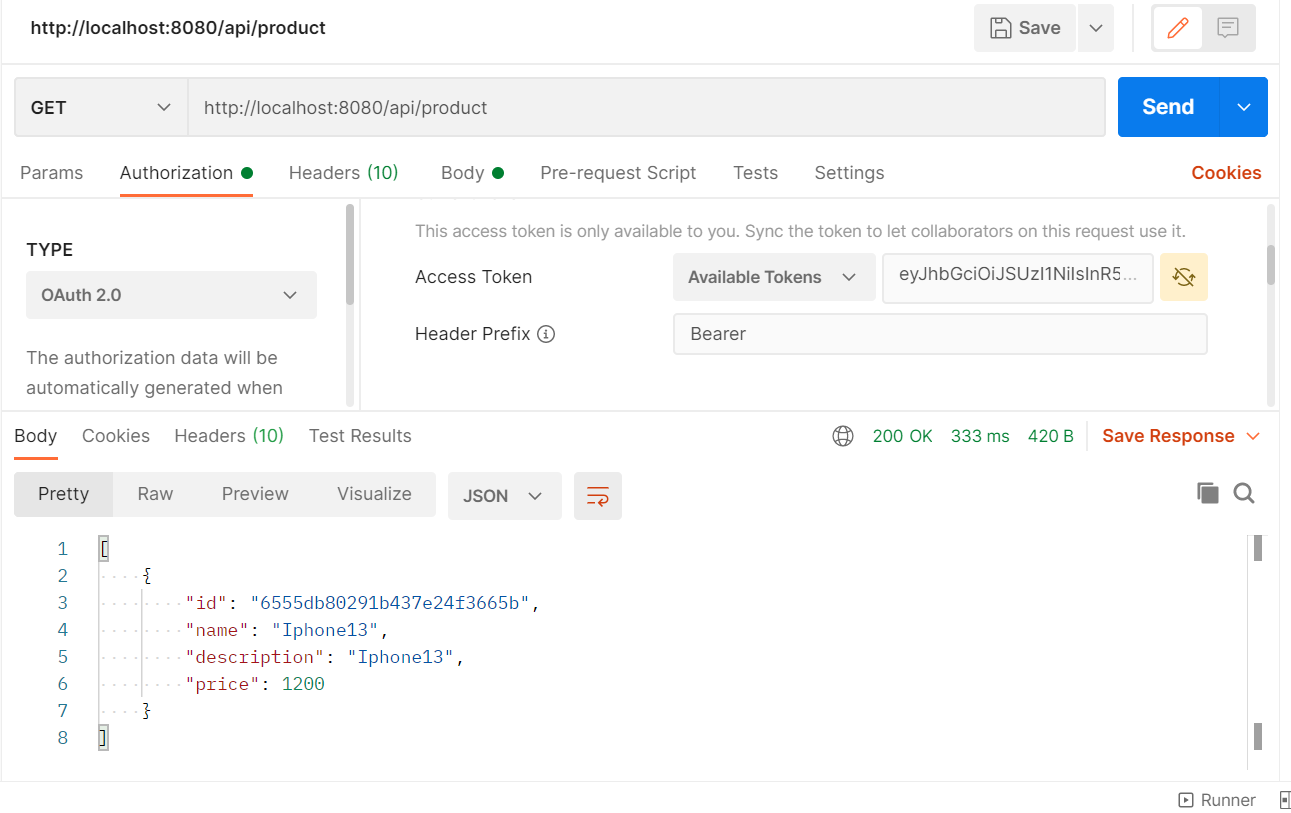 http://localhost:8080/api/product
Save
GET
http://localhost:8080/api/product
Send
Params Authorization Headers (10) Body Pre-request Script Tests Settings Cookies
This access token is only available to you. Sync the token to let collaborators on this request use it.
TYPE
Access Token Available Tokens eyJhbGciOiJSUzI1NiIsInR5...
OAuth 2.0
Header Prefix Bearer
The authorization data will be
automatically generated when
Body Cookies Headers (10) Test Results 200 OK 333 ms 420 B Save Response
Pretty Raw Preview Visualize JSON
1 [
2 {
3 "id": "6555db80291b437e24f3665b",
4 "name": "Iphone13",
5 "description": "Iphone13",
6 "price": 1200
7 }
8 ]
Runner